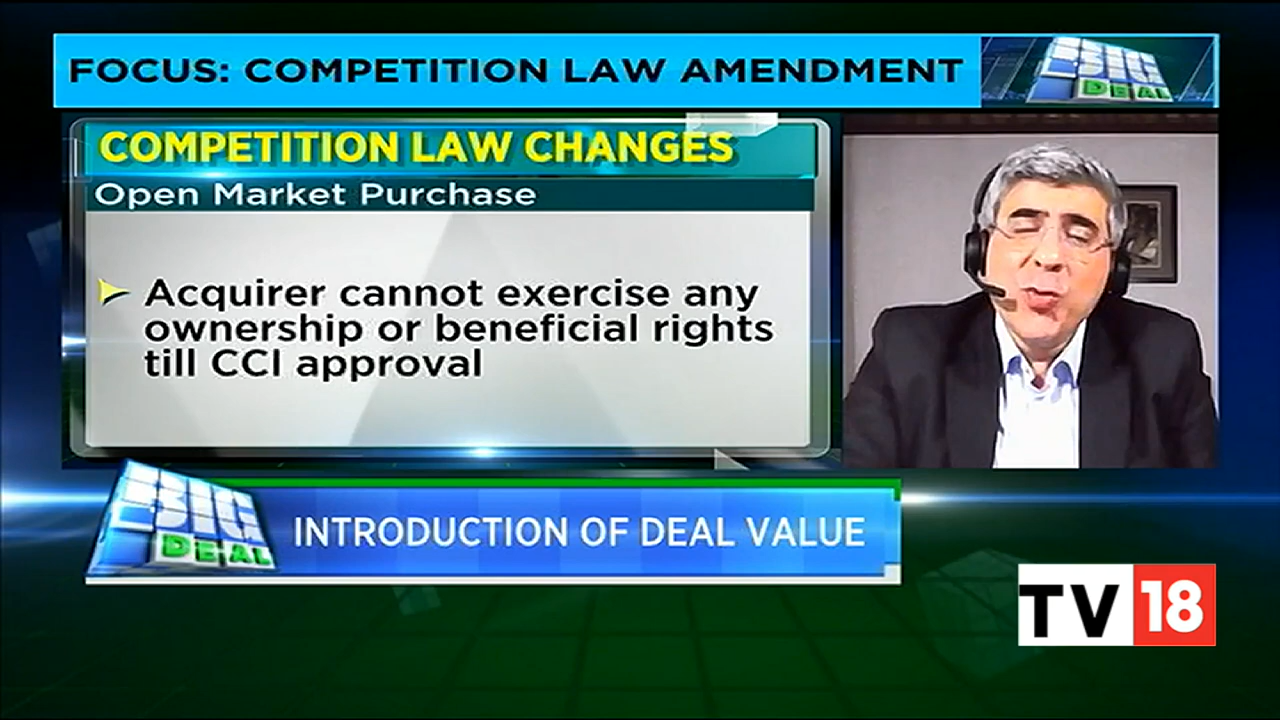 FOCUS: COMPETITION LAW AMENDMENT
BIG
DEAL
COMPETITION LAW CHANGES
Open Market Purchase
Acquirer cannot exercise any
ownership or beneficial rights
till CCI approval
BIG
DEAL
INTRODUCTION OF DEAL VALUE
TV18